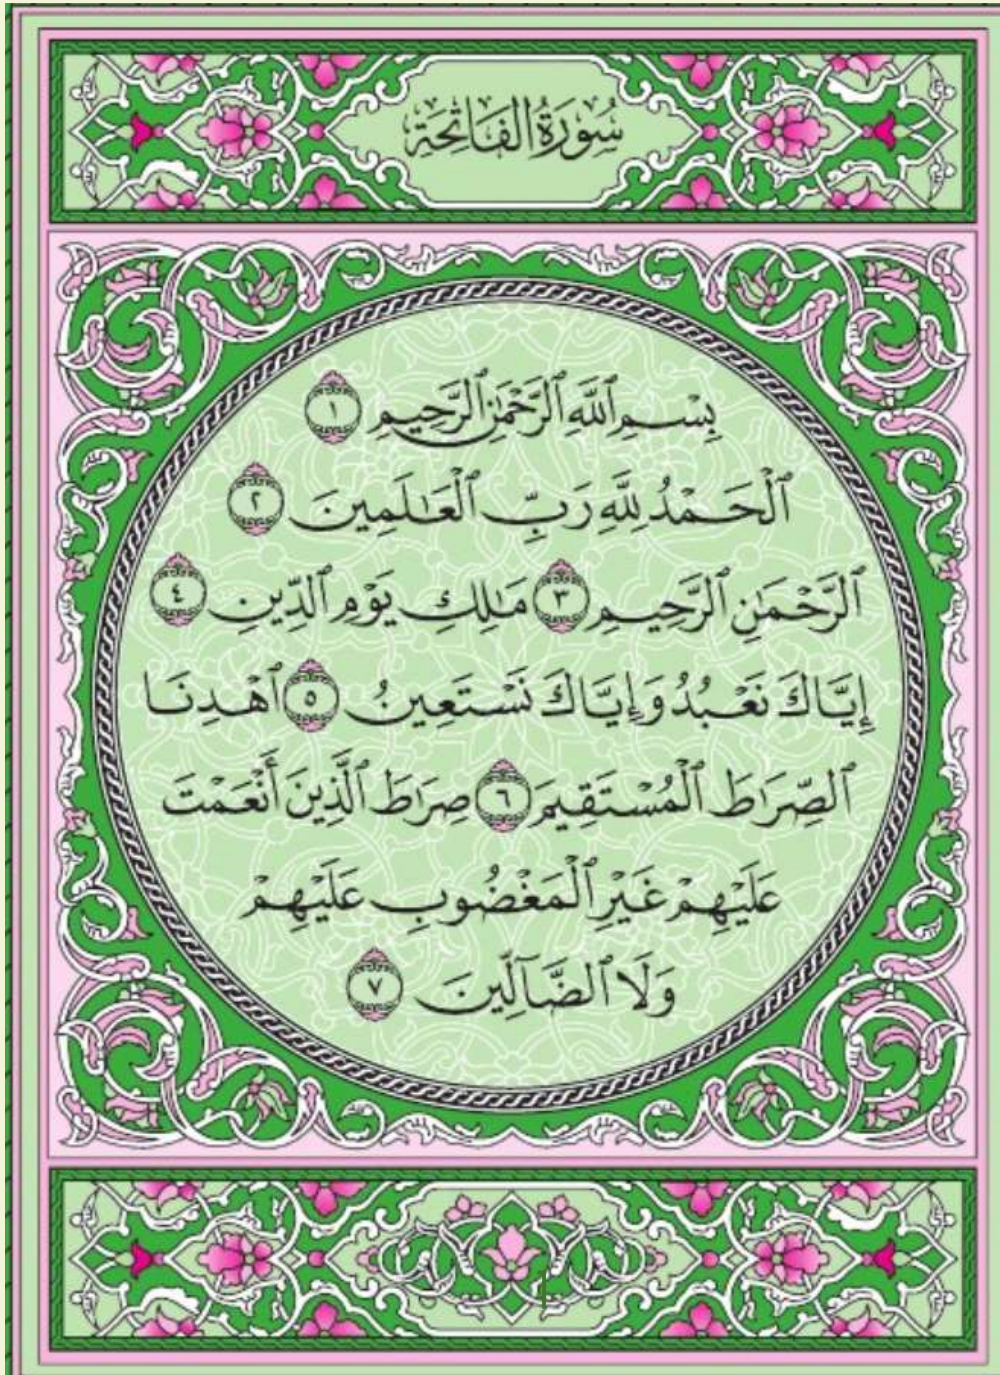 سُورَةُ الفَاتِحَةِ
بِسْمِ ٱللَّهِ ٱلرَّحْمَٰنِ ٱلرَّحِيمِ ١
ٱلْحَمْدُ لِلَّهِ رَبِّ ٱلْعَٰلَمِينَ ٢
ٱلرَّحْمَٰنِ ٱلرَّحِيمِ ٣ مَٰلِكِ يَوْمِ ٱلدِّينِ ٤
إِيَّاكَ نَعْبُدُ وَإِيَّاكَ نَسْتَعِينُ ٥ ٱهْدِنَا
ٱلصِّرَٰطَ ٱلْمُسْتَقِيمَ ٦ صِرَٰطَ ٱلَّذِينَ أَنْعَمْتَ
عَلَيْهِمْ غَيْرِ ٱلْمَغْضُوبِ عَلَيْهِمْ
وَلَا ٱلضَّآلِّينَ ٧
1